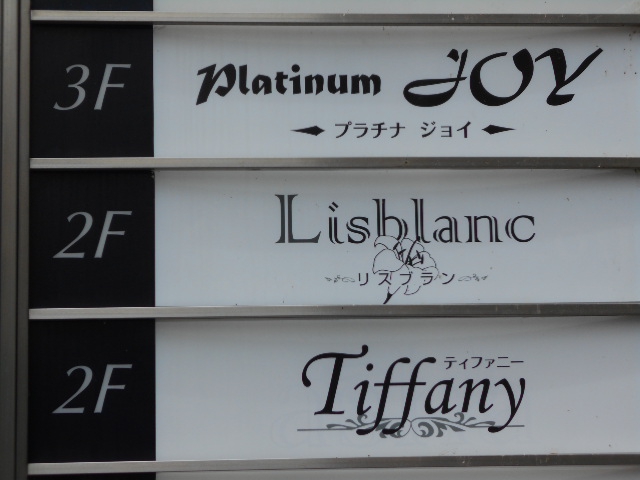 3F
Platinum JOY
プラチナ ジョイ
2F
Lisblanc
リスブラン
2F
ティファニー
Tiffany